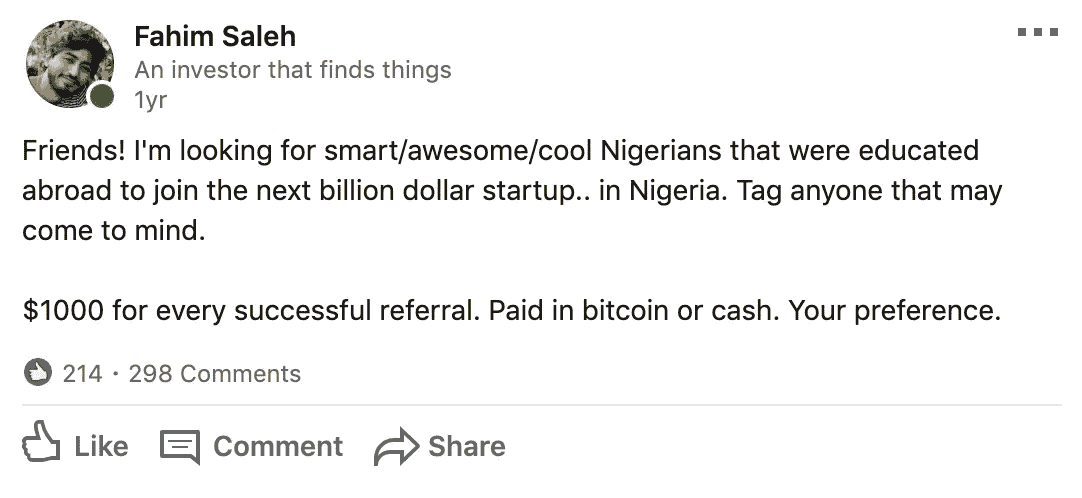 Fahim Saleh
An investor that finds things
1yr
Friends! I'm looking for smart/awesome/cool Nigerians that were educated
abroad to join the next billion dollar startup.. in Nigeria. Tag anyone that may
come to mind.
$1000 for every successful referral. Paid in bitcoin or cash. Your preference.
214 · 298 Comments
Like Comment Share